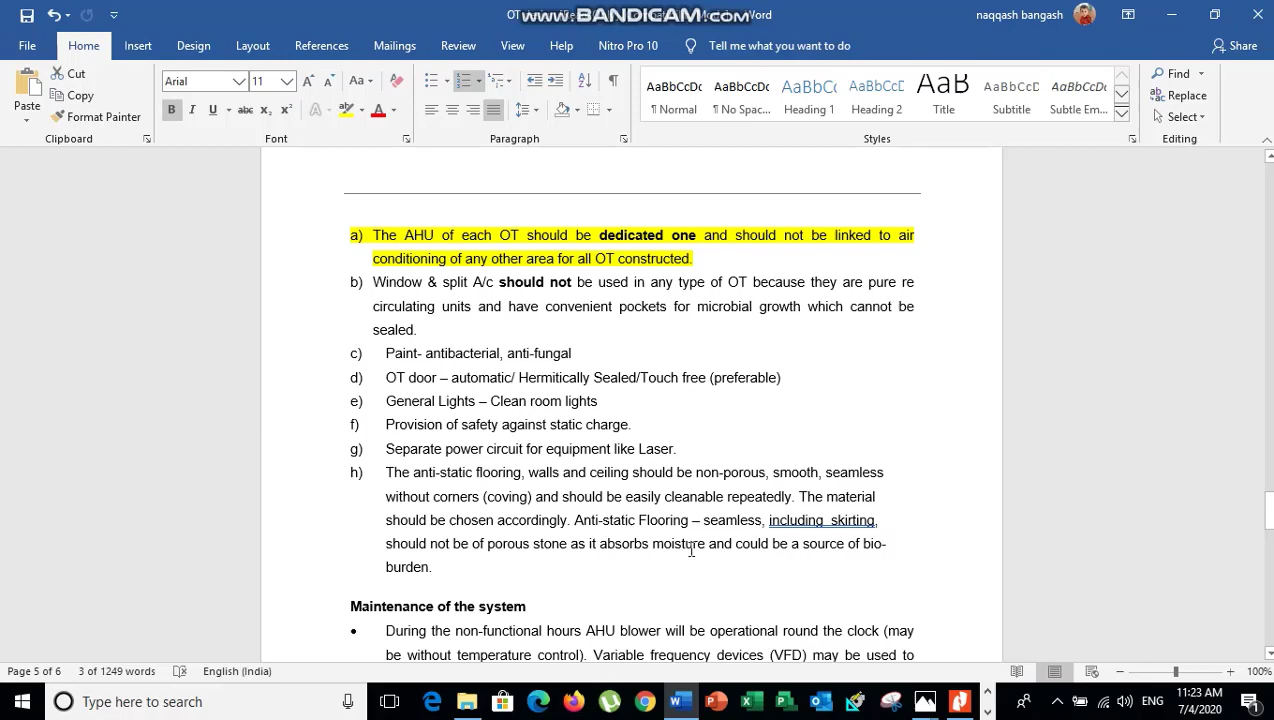 www.BANDICAM.com
OT
Word
naqqash bangash
File Home Insert Design Layout References Mailings Review View Help Nitro Pro 10 Tell me what you want to do Share
Paste
Cut
Copy
Format Painter
Arial 11
Aa
B I U abc x₂ x² A A
AaBbCcDc AaBbCcDc AaBbCc AaBbCcD AaB AaBbCcD AaBbCcDc
¶ Normal ¶ No Spac... Heading 1 Heading 2 Title Subtitle Subtle Em...
Find
Replace
Select
Clipboard Font Paragraph Styles Editing
a) The AHU of each OT should be dedicated one and should not be linked to air
conditioning of any other area for all OT constructed.
b) Window & split A/c should not be used in any type of OT because they are pure re
circulating units and have convenient pockets for microbial growth which cannot be
sealed.
c) Paint- antibacterial, anti-fungal
d) OT door – automatic/ Hermitically Sealed/Touch free (preferable)
e) General Lights – Clean room lights
f) Provision of safety against static charge.
g) Separate power circuit for equipment like Laser.
h) The anti-static flooring, walls and ceiling should be non-porous, smooth, seamless
without corners (coving) and should be easily cleanable repeatedly. The material
should be chosen accordingly. Anti-static Flooring – seamless, including skirting,
should not be of porous stone as it absorbs moisture and could be a source of bio-
burden.
Maintenance of the system
• During the non-functional hours AHU blower will be operational round the clock (may
be without temperature control). Variable frequency devices (VFD) may be used to
Page 5 of 6 3 of 1249 words English (India) 100%
Type here to search
ENG
11:23 AM
7/4/2020